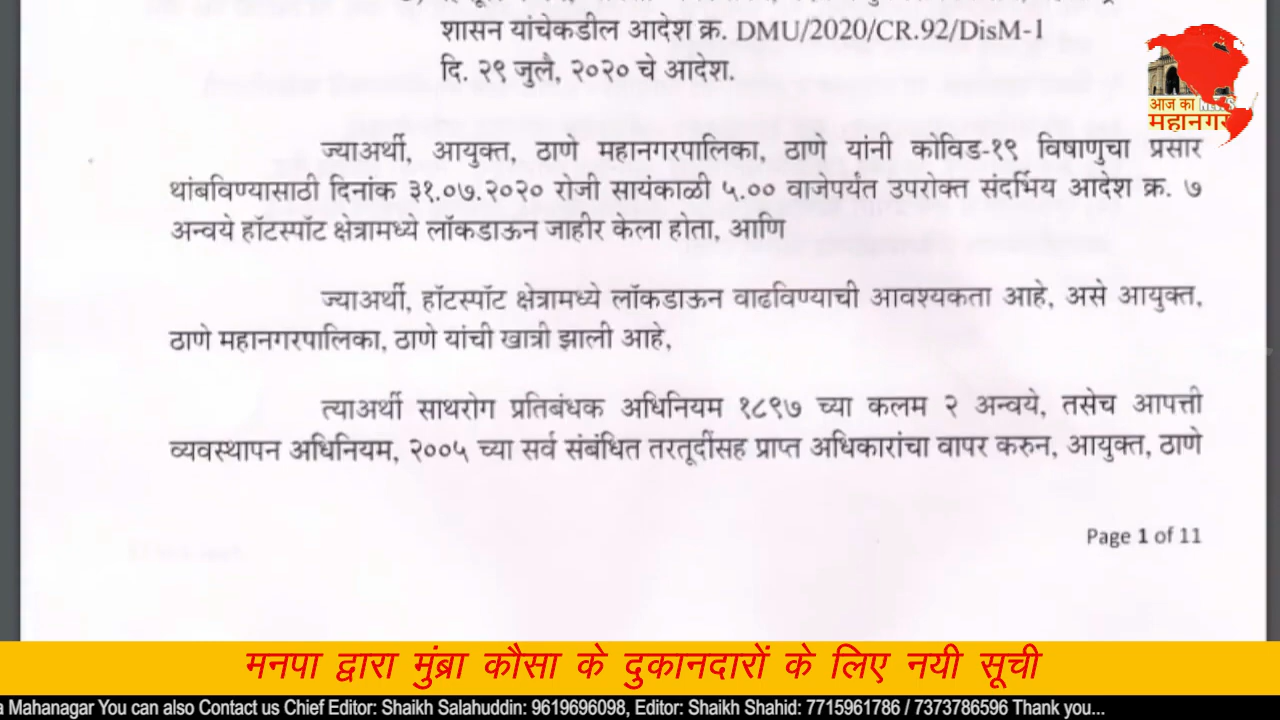 शासन यांचेकडील आदेश क्र. DMU/2020/CR.92/DisM-1
दि. २९ जुलै, २०२० चे आदेश.
आज का NEWS
महानगर
ज्याअर्थी, आयुक्त, ठाणे महानगरपालिका, ठाणे यांनी कोविड-१९ विषाणुचा प्रसार
थांबविण्यासाठी दिनांक ३१.०७.२०२० रोजी सायंकाळी ५.०० वाजेपर्यंत उपरोक्त संदर्भिय आदेश क्र. ७
अन्वये हॉटस्पॉट क्षेत्रामध्ये लॉकडाऊन जाहीर केला होता, आणि
ज्याअर्थी, हॉटस्पॉट क्षेत्रामध्ये लॉकडाऊन वाढविण्याची आवश्यकता आहे, असे आयुक्त,
ठाणे महानगरपालिका, ठाणे यांची खात्री झाली आहे,
त्याअर्थी साथरोग प्रतिबंधक अधिनियम १८९७ च्या कलम २ अन्वये, तसेच आपत्ती
व्यवस्थापन अधिनियम, २००५ च्या सर्व संबंधित तरतूदींसह प्राप्त अधिकारांचा वापर करुन, आयुक्त, ठाणे
Page 1 of 11
मनपा द्वारा मुंब्रा कौसा के दुकानदारों के लिए नयी सूची
a Mahanagar You can also Contact us Chief Editor: Shaikh Salahuddin: 9619696098, Editor: Shaikh Shahid: 7715961786 / 7373786596 Thank you...